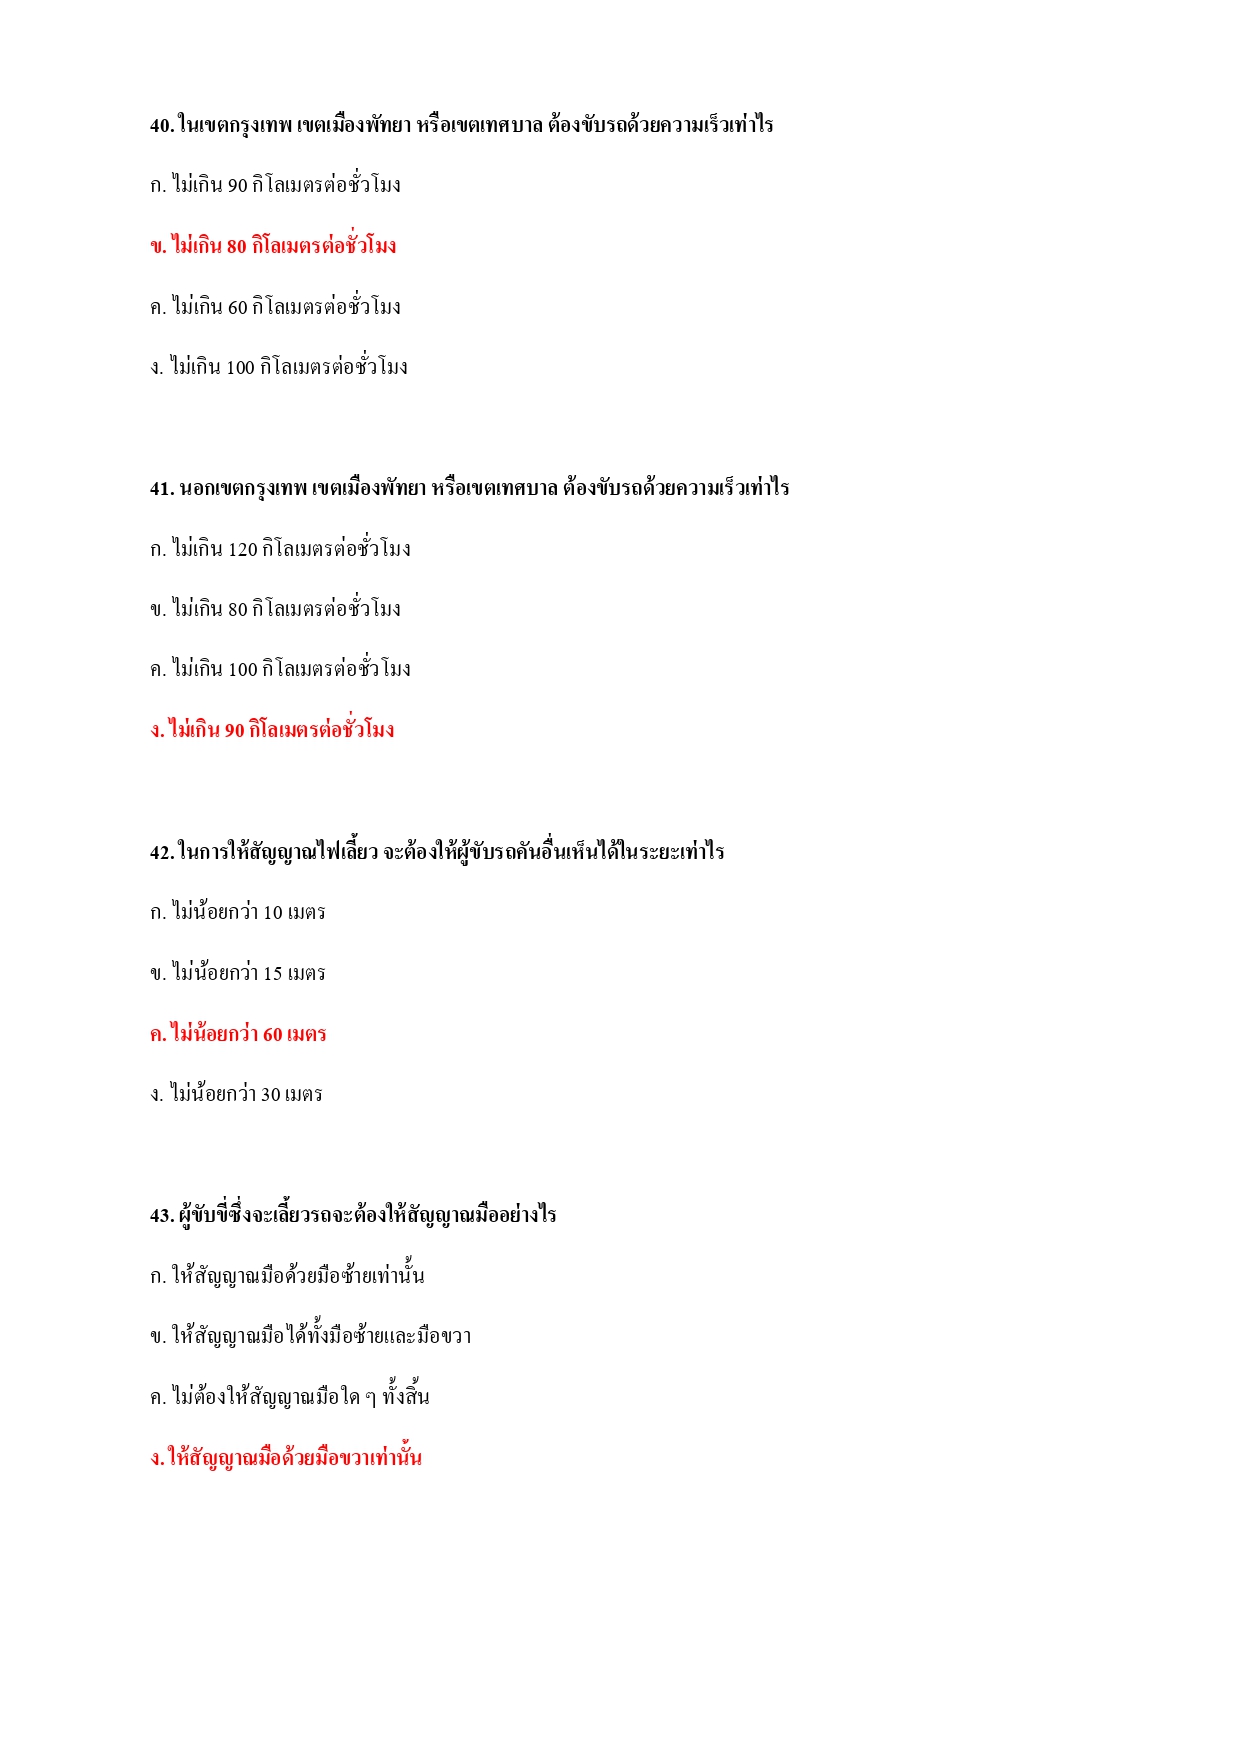 40. ในเขตกรุงเทพ เขตเมืองพัทยา หรือเขตเทศบาล ต้องขับรถด้วยความเร็วเท่าไร
ก. ไม่เกิน 90 กิโลเมตรต่อชั่วโมง
ข. ไม่เกิน 80 กิโลเมตรต่อชั่วโมง
ค. ไม่เกิน 60 กิโลเมตรต่อชั่วโมง
ง. ไม่เกิน 100 กิโลเมตรต่อชั่วโมง
41. นอกเขตกรุงเทพ เขตเมืองพัทยา หรือเขตเทศบาล ต้องขับรถด้วยความเร็วเท่าไร
ก. ไม่เกิน 120 กิโลเมตรต่อชั่วโมง
ข. ไม่เกิน 80 กิโลเมตรต่อชั่วโมง
ค. ไม่เกิน 100 กิโลเมตรต่อชั่วโมง
ง. ไม่เกิน 90 กิโลเมตรต่อชั่วโมง
42. ในการให้สัญญาณไฟเลี้ยว จะต้องให้ผู้ขับรถคันอื่นเห็นได้ในระยะเท่าไร
ก. ไม่น้อยกว่า 10 เมตร
ข. ไม่น้อยกว่า 15 เมตร
ค. ไม่น้อยกว่า 60 เมตร
ง. ไม่น้อยกว่า 30 เมตร
43. ผู้ขับขี่ซึ่งจะเลี้ยวรถจะต้องให้สัญญาณมืออย่างไร
ก. ให้สัญญาณมือด้วยมือซ้ายเท่านั้น
ข. ให้สัญญาณมือได้ทั้งมือซ้ายและมือขวา
ค. ไม่ต้องให้สัญญาณมือใด ๆ ทั้งสิ้น
ง. ให้สัญญาณมือด้วยมือขวาเท่านั้น